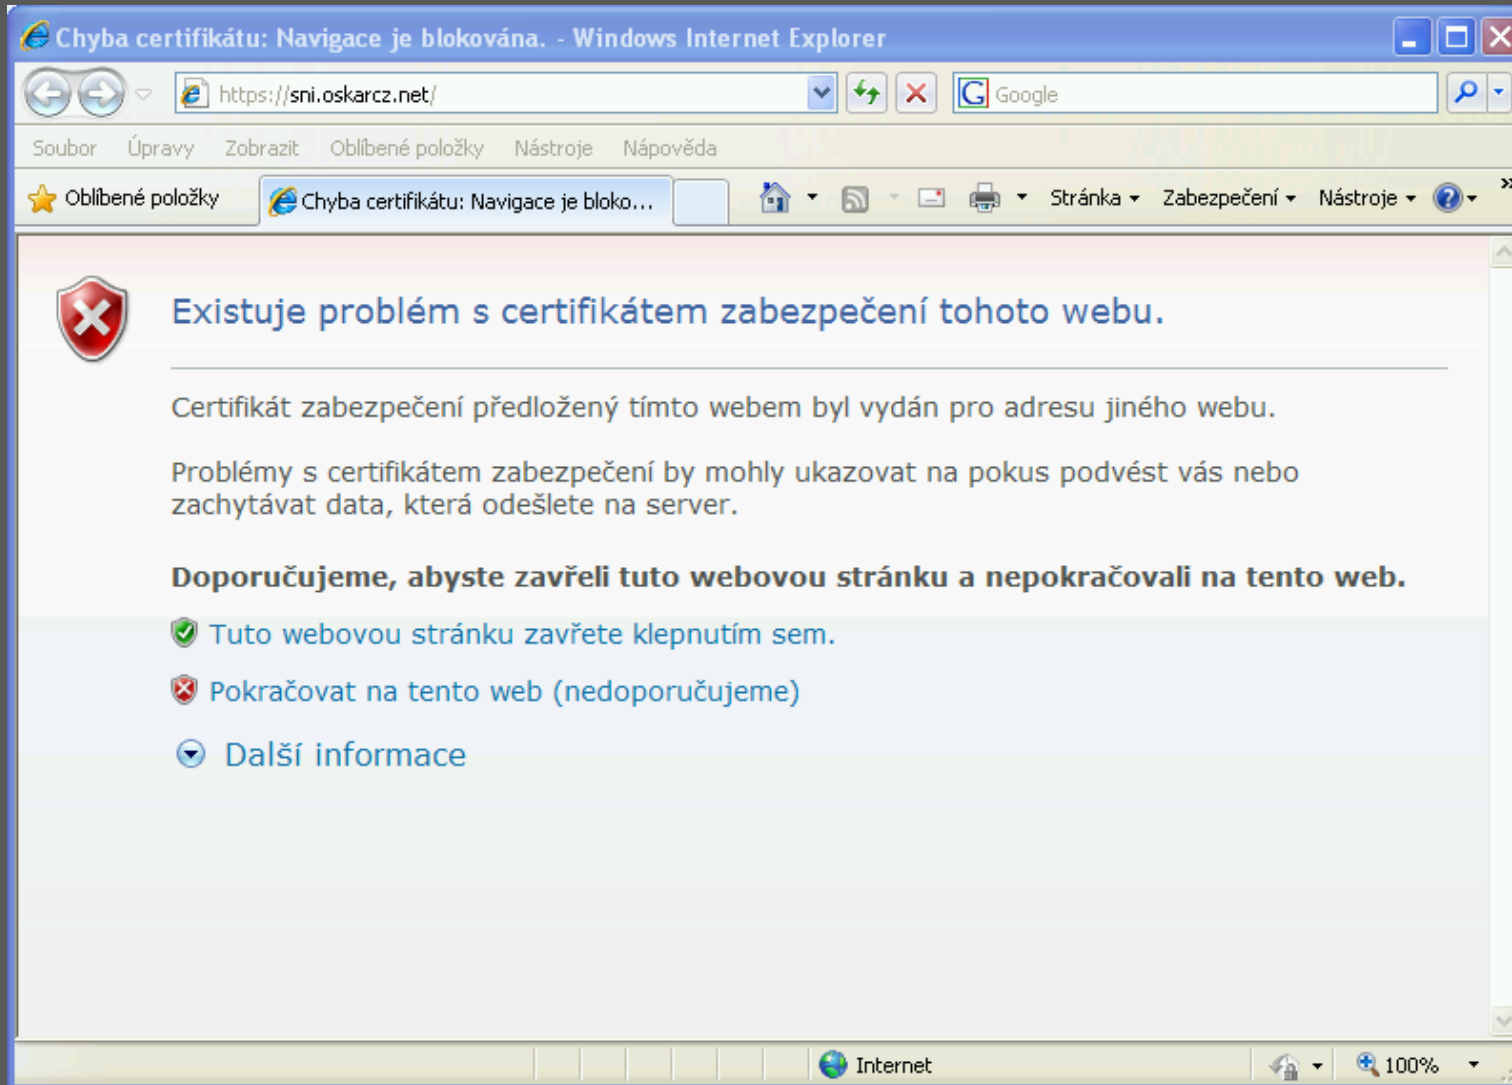 Chyba certifikátu: Navigace je blokována. - Windows Internet Explorer
https://sni.oskarcz.net/
Google
Soubor Úpravy Zobrazit Oblíbené položky Nástroje Nápověda
Oblíbené položky
Chyba certifikátu: Navigace je bloko...
Stránka Zabezpečení Nástroje
Existuje problém s certifikátem zabezpečení tohoto webu.
Certifikát zabezpečení předložený tímto webem byl vydán pro adresu jiného webu.
Problémy s certifikátem zabezpečení by mohly ukazovat na pokus podvést vás nebo
zachytávat data, která odešlete na server.
Doporučujeme, abyste zavřeli tuto webovou stránku a nepokračovali na tento web.
Tuto webovou stránku zavřete klepnutím sem.
Pokračovat na tento web (nedoporučujeme)
Další informace
Internet
100%